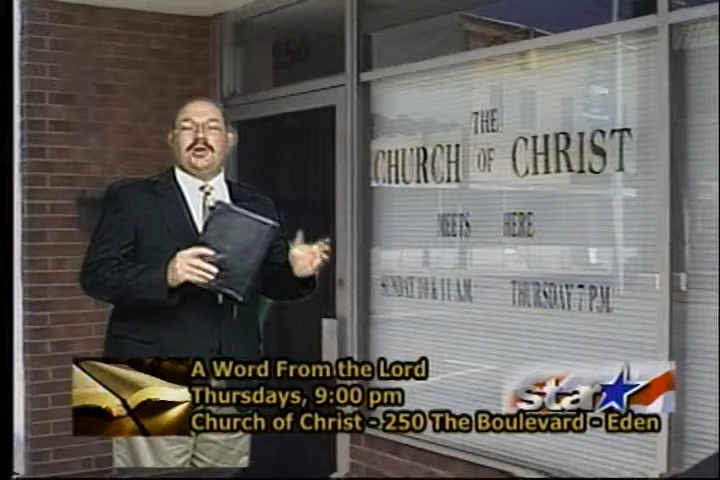 250
THE
CHURCH OF CHRIST
MEETS HERE
SUNDAY 10 & 11 A.M. THURSDAY 7 P.M.
A Word From the Lord
Thursdays, 9:00 pm
Church of Christ - 250 The Boulevard - Eden
star